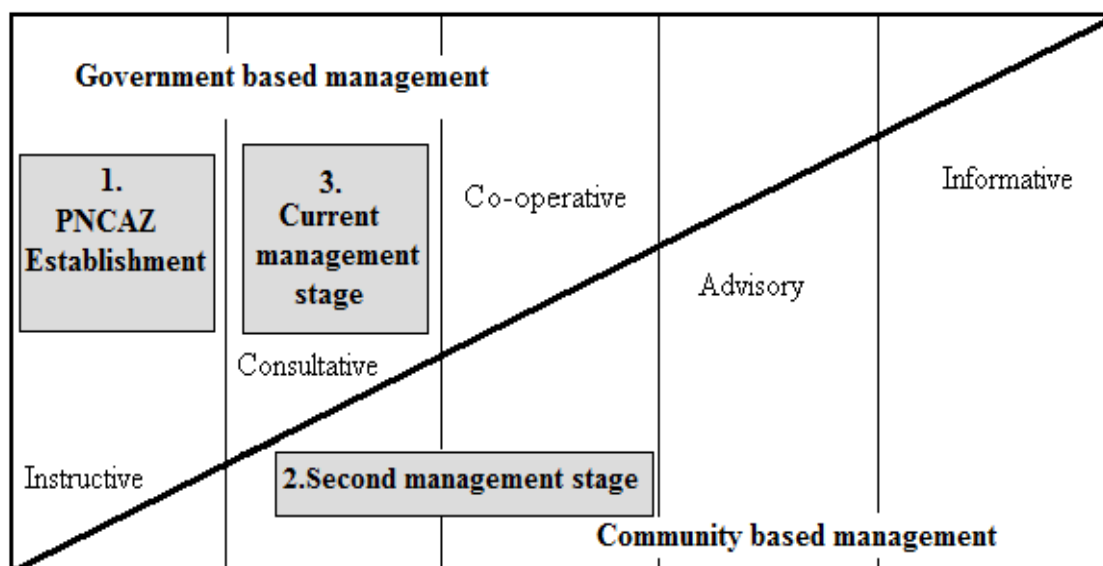 Government based management
1.
PNCAZ
Establishment
3.
Current
management
stage
Co-operative
Informative
Advisory
Consultative
Instructive
2.Second management stage
Community based management